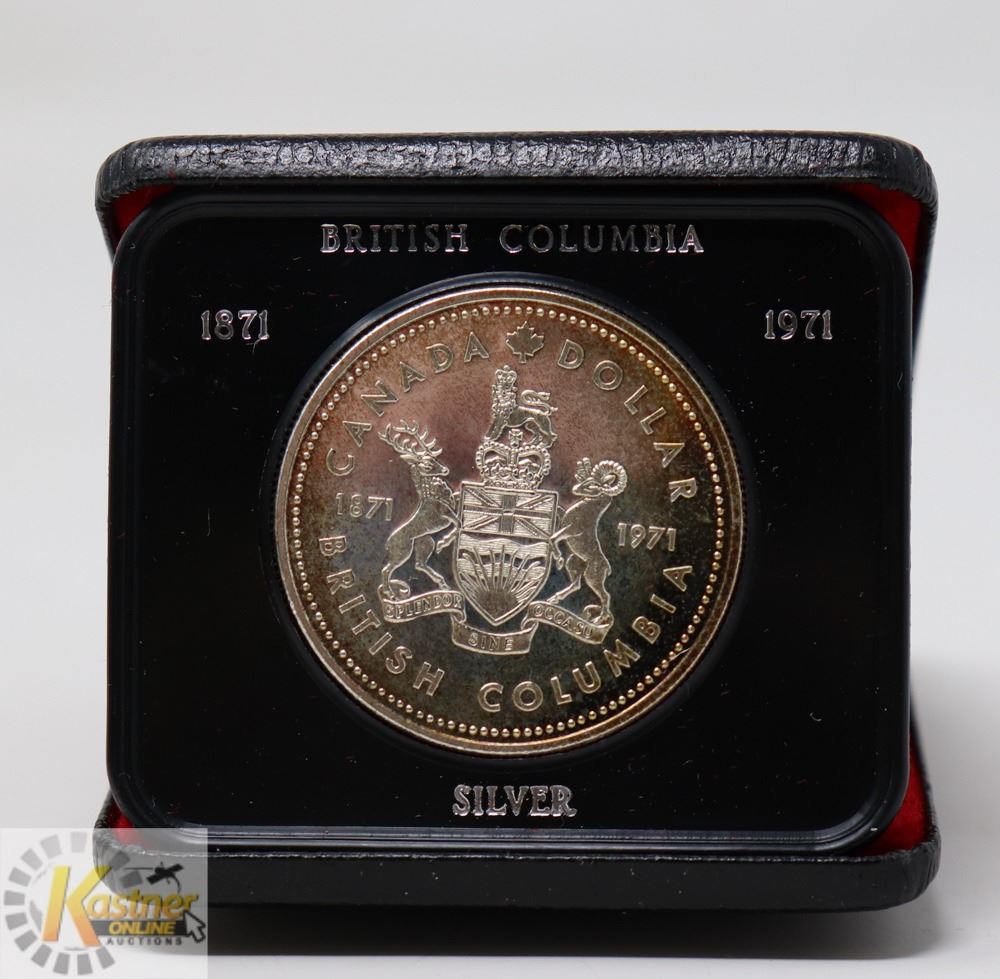 BRITISH COLUMBIA
1871
1971
CANADA DOLLAR
1871
1971
SPLENDOR SINE OCCASU
BRITISH COLUMBIA
SILVER
Kastner
ONLINE
AUCTIONS